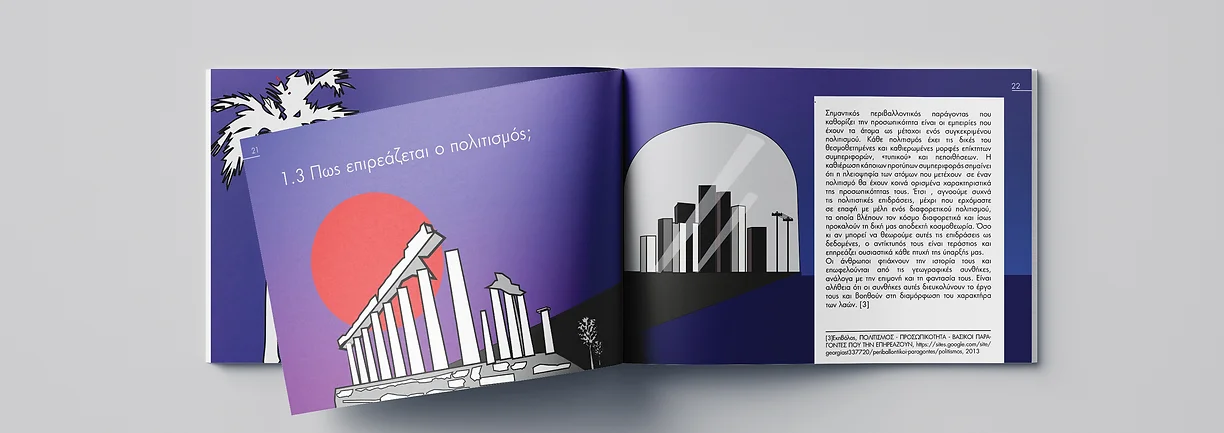 21
1.3 Πως επιρεάζεται ο πολιτισμός;
22
Σημαντικός περιβαλλοντικός παράγοντας που
καθορίζει την προσωπικότητα είναι οι εμπειρίες που
έχουν τα άτομα ως μέτοχοι ενός συγκεκριμένου
πολιτισμού. Κάθε πολιτισμός έχει τις δικές του
θεσμοθετημένες και καθιερωμένες μορφές επίκτητων
συμπεριφορών, «τυπικού» και πεποιθήσεων. Η
καθιέρωση κάποιων προτύπων συμπεριφοράς σημαίνει
ότι η πλειοψηφία των ατόμων που μετέχουν σε έναν
πολιτισμό θα έχουν κοινά ορισμένα χαρακτηριστικά
της προσωπικότητας τους. Έτσι , αγνοούμε συχνά
τις πολιτιστικές επιδράσεις, μέχρι που ερχόμαστε
σε επαφή με μέλη ενός διαφορετικού πολιτισμού,
τα οποία βλέπουν τον κόσμο διαφορετικά και ίσως
προκαλούν τη δική μας αποδεκτή κοσμοθεωρία. Όσο
κι αν μπορεί να θεωρούμε αυτές τις επιδράσεις ως
δεδομένες, ο αντίκτυπός τους είναι τεράστιος και
επηρεάζει ουσιαστικά κάθε πτυχή της ύπαρξής μας.
Οι άνθρωποι φτιάχνουν την ιστορία τους και
επωφελούνται από τις γεωγραφικές συνθήκες,
ανάλογα με την επιμονή και τη φαντασία τους. Είναι
αλήθεια ότι οι συνθήκες αυτές διευκολύνουν το έργο
τους και βοηθούν στη διαμόρφωση του χαρακτήρα
των λαών. [3]
[3]Εκηβόλος, ΠΟΛΙΤΙΣΜΟΣ - ΠΡΟΣΩΠΙΚΟΤΗΤΑ - ΒΑΣΙΚΟΙ ΠΑΡΑ-
ΓΟΝΤΕΣ ΠΟΥ ΤΗΝ ΕΠΗΡΕΑΖΟΥΝ, https://sites.google.com/site/
georgiast337720/periballontikoi-paragontes/politismos, 2013